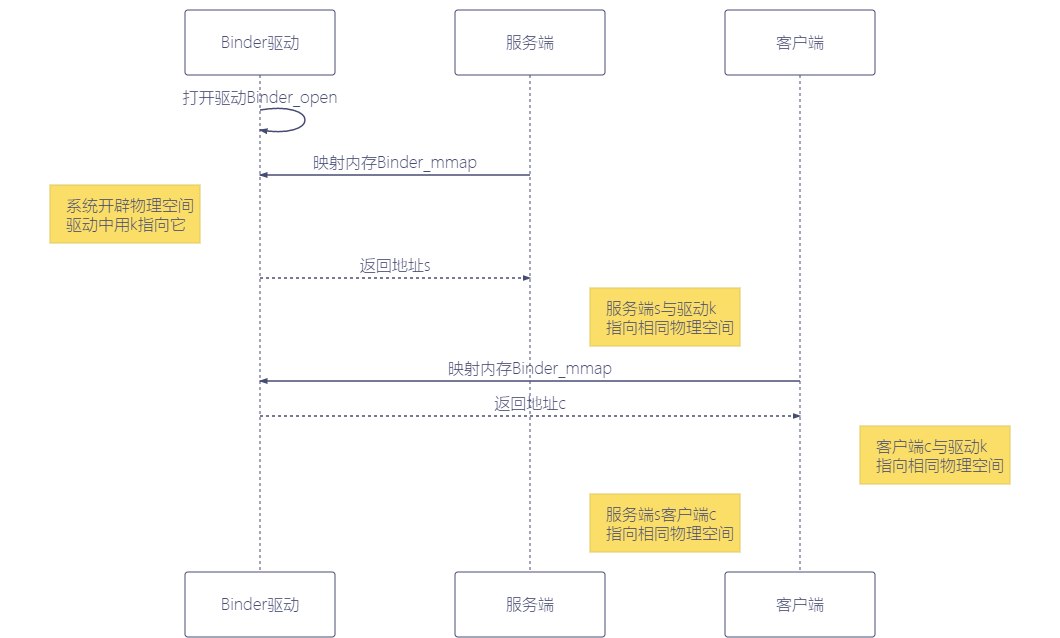 Binder驱动
服务端
客户端
打开驱动Binder_open
映射内存Binder_mmap
系统开辟物理空间
驱动中用k指向它
返回地址s
服务端s与驱动k
指向相同物理空间
映射内存Binder_mmap
返回地址c
客户端c与驱动k
指向相同物理空间
服务端s客户端c
指向相同物理空间
Binder驱动
服务端
客户端